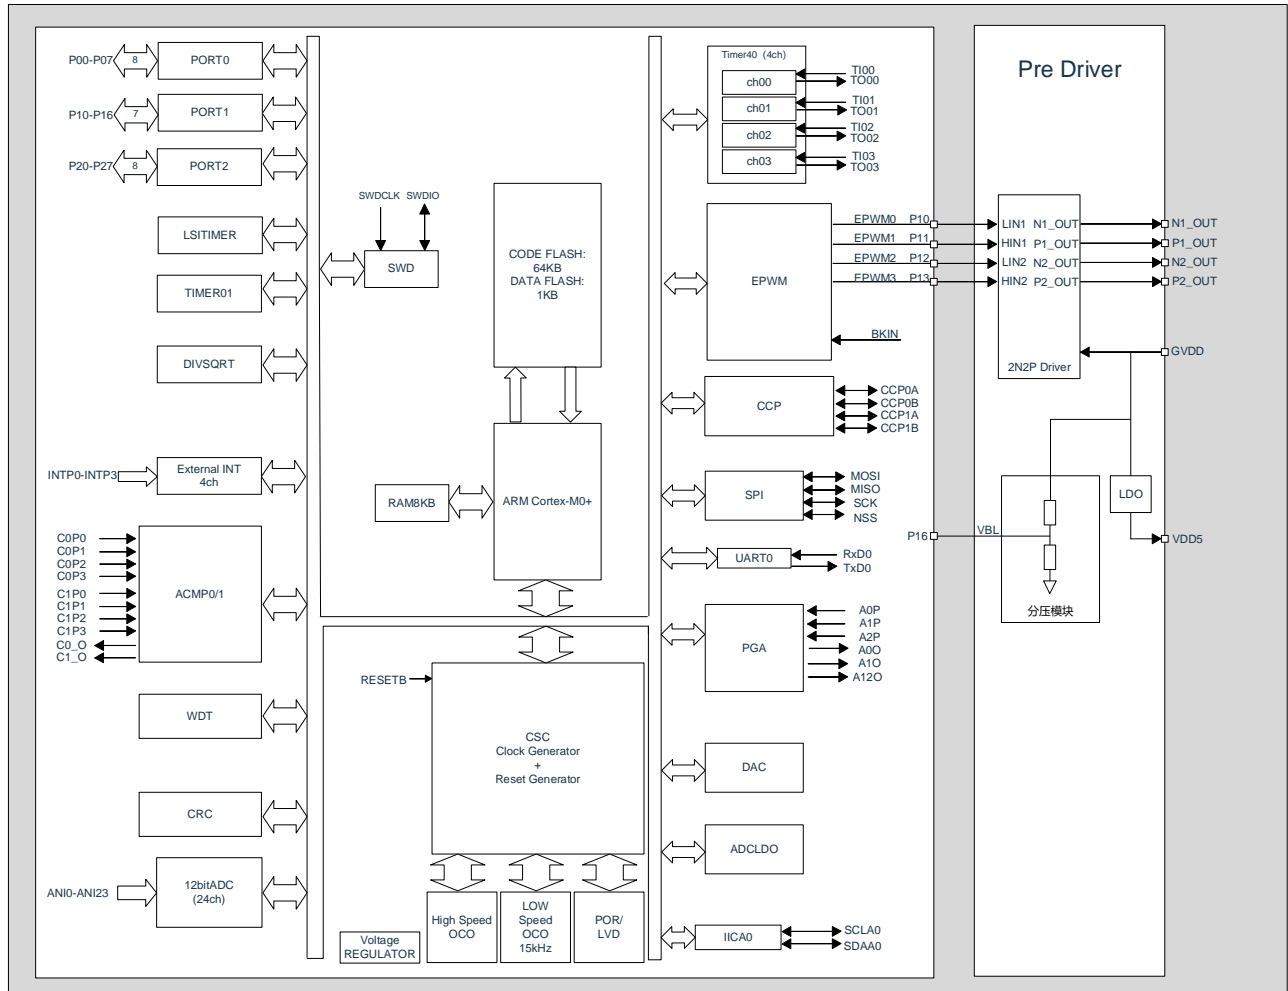 P00-P07
8
PORT0
P10-P16
7
PORT1
P20-P27
8
PORT2
LSITIMER
TIMER01
DIVSQRT
INTP0-INTP3
External INT
4ch
C0P0
C0P1
C0P2
C0P3
C1P0
C1P1
C1P2
C1P3
C0_O
C1_O
ACMP0/1
WDT
CRC
ANI0-ANI23
12bitADC
(24ch)
SWDCLK
SWDIO
SWD
CODE FLASH:
64KB
DATA FLASH:
1KB
RAM8KB
ARM Cortex-M0+
RESETB
CSC
Clock Generator
+
Reset Generator
Voltage
REGULATOR
High Speed
OCO
LOW
Speed
OCO
15kHz
POR/
LVD
Timer40 (4ch)
ch00
TI00
TO00
ch01
TI01
TO01
ch02
TI02
TO02
ch03
TI03
TO03
EPWM
EPWM0 P10
EPWM1 P11
EPWM2 P12
EPWM3 P13
BKIN
CCP
CCP0A
CCP0B
CCP1A
CCP1B
SPI
MOSI
MISO
SCK
NSS
P16
UART0
RxD0
TxD0
PGA
A0P
A1P
A2P
A0O
A1O
A12O
DAC
ADCLDO
IICA0
SCLA0
SDAA0
Pre Driver
LIN1 N1_OUT
HIN1 P1_OUT
LIN2 N2_OUT
HIN2 P2_OUT
2N2P Driver
N1_OUT
P1_OUT
N2_OUT
P2_OUT
GVDD
LDO
VBL
VDD5
分压模块